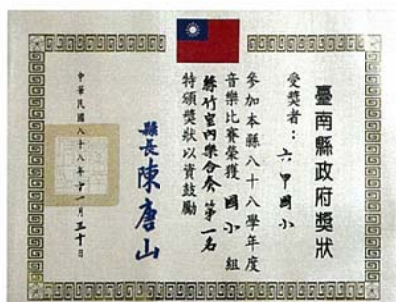 臺南縣政府獎狀
受獎者：六甲國小
參加本縣八十八學年度
音樂比賽榮獲 國小 組
絲竹室內樂合奏 第一名
特頒獎狀以資鼓勵
縣長陳唐山
中華民國八十八年十一月三十日